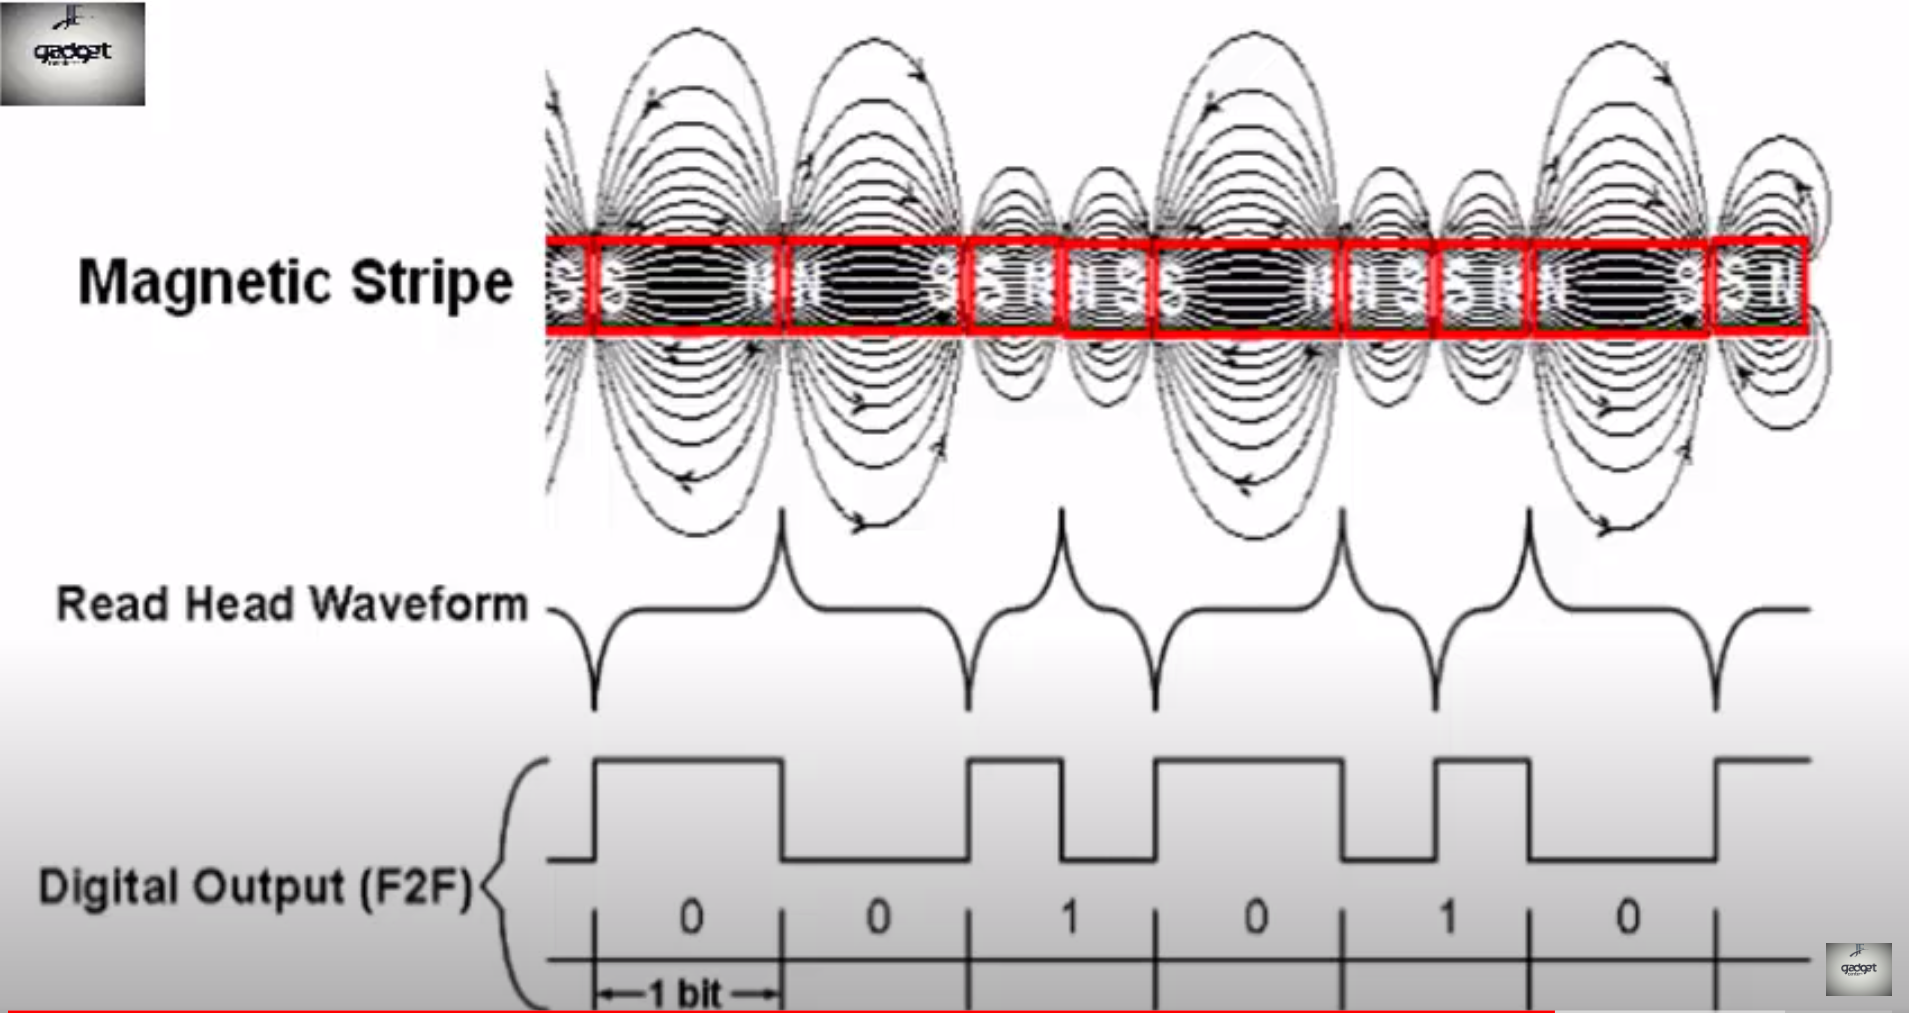 gadget
Magnetic Stripe
S S N N S S N N S S N N S S N N S S N
Read Head Waveform
Digital Output (F2F)
0 0 1 0 1 0
1 bit
gadget